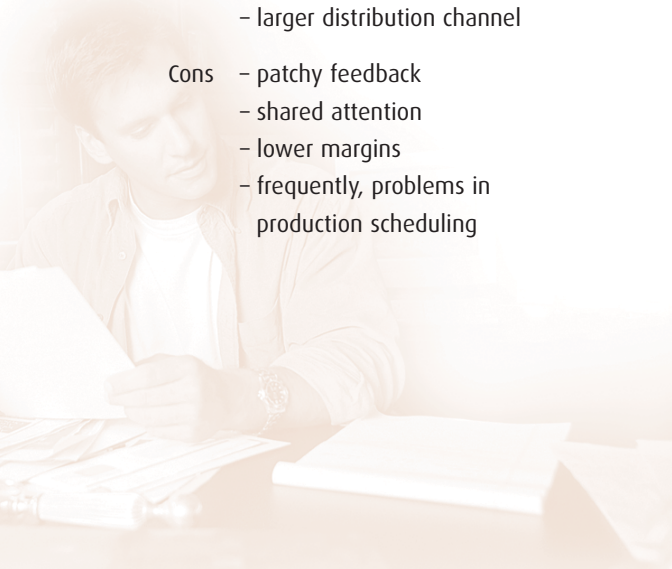 – larger distribution channel
Cons – patchy feedback
– shared attention
– lower margins
– frequently, problems in
production scheduling